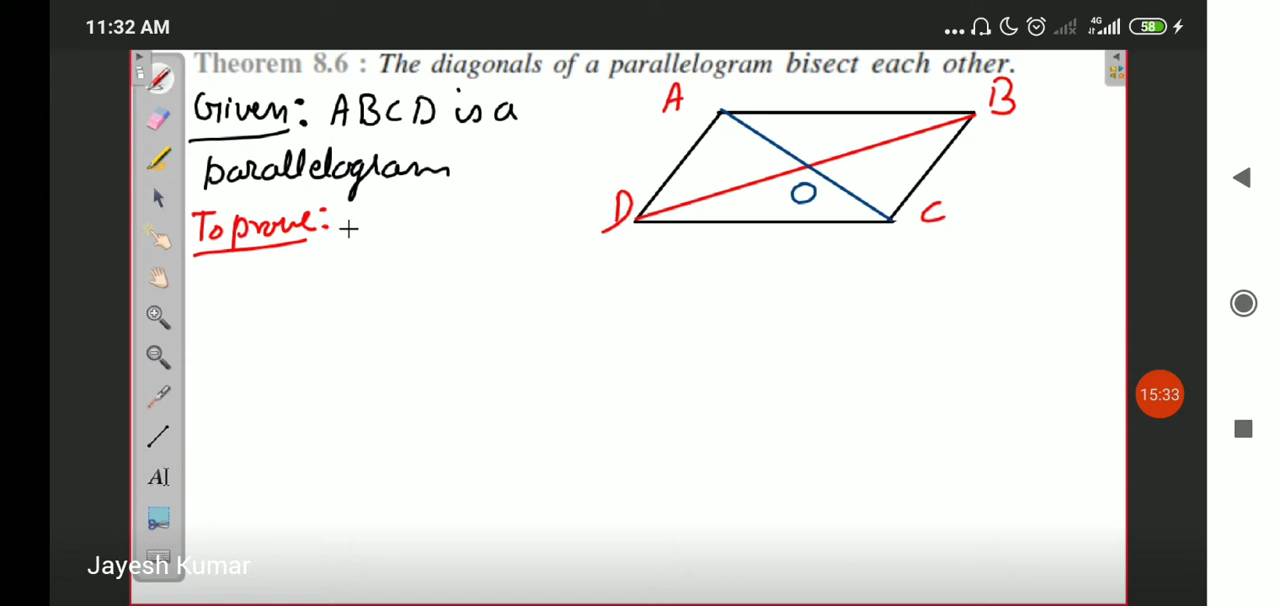 11:32 AM
4G
58
Theorem 8.6 : The diagonals of a parallelogram bisect each other.
Given: ABCD is a
parallelogram
To prove:
A
B
O
D
C
AI
15:33
Jayesh Kumar